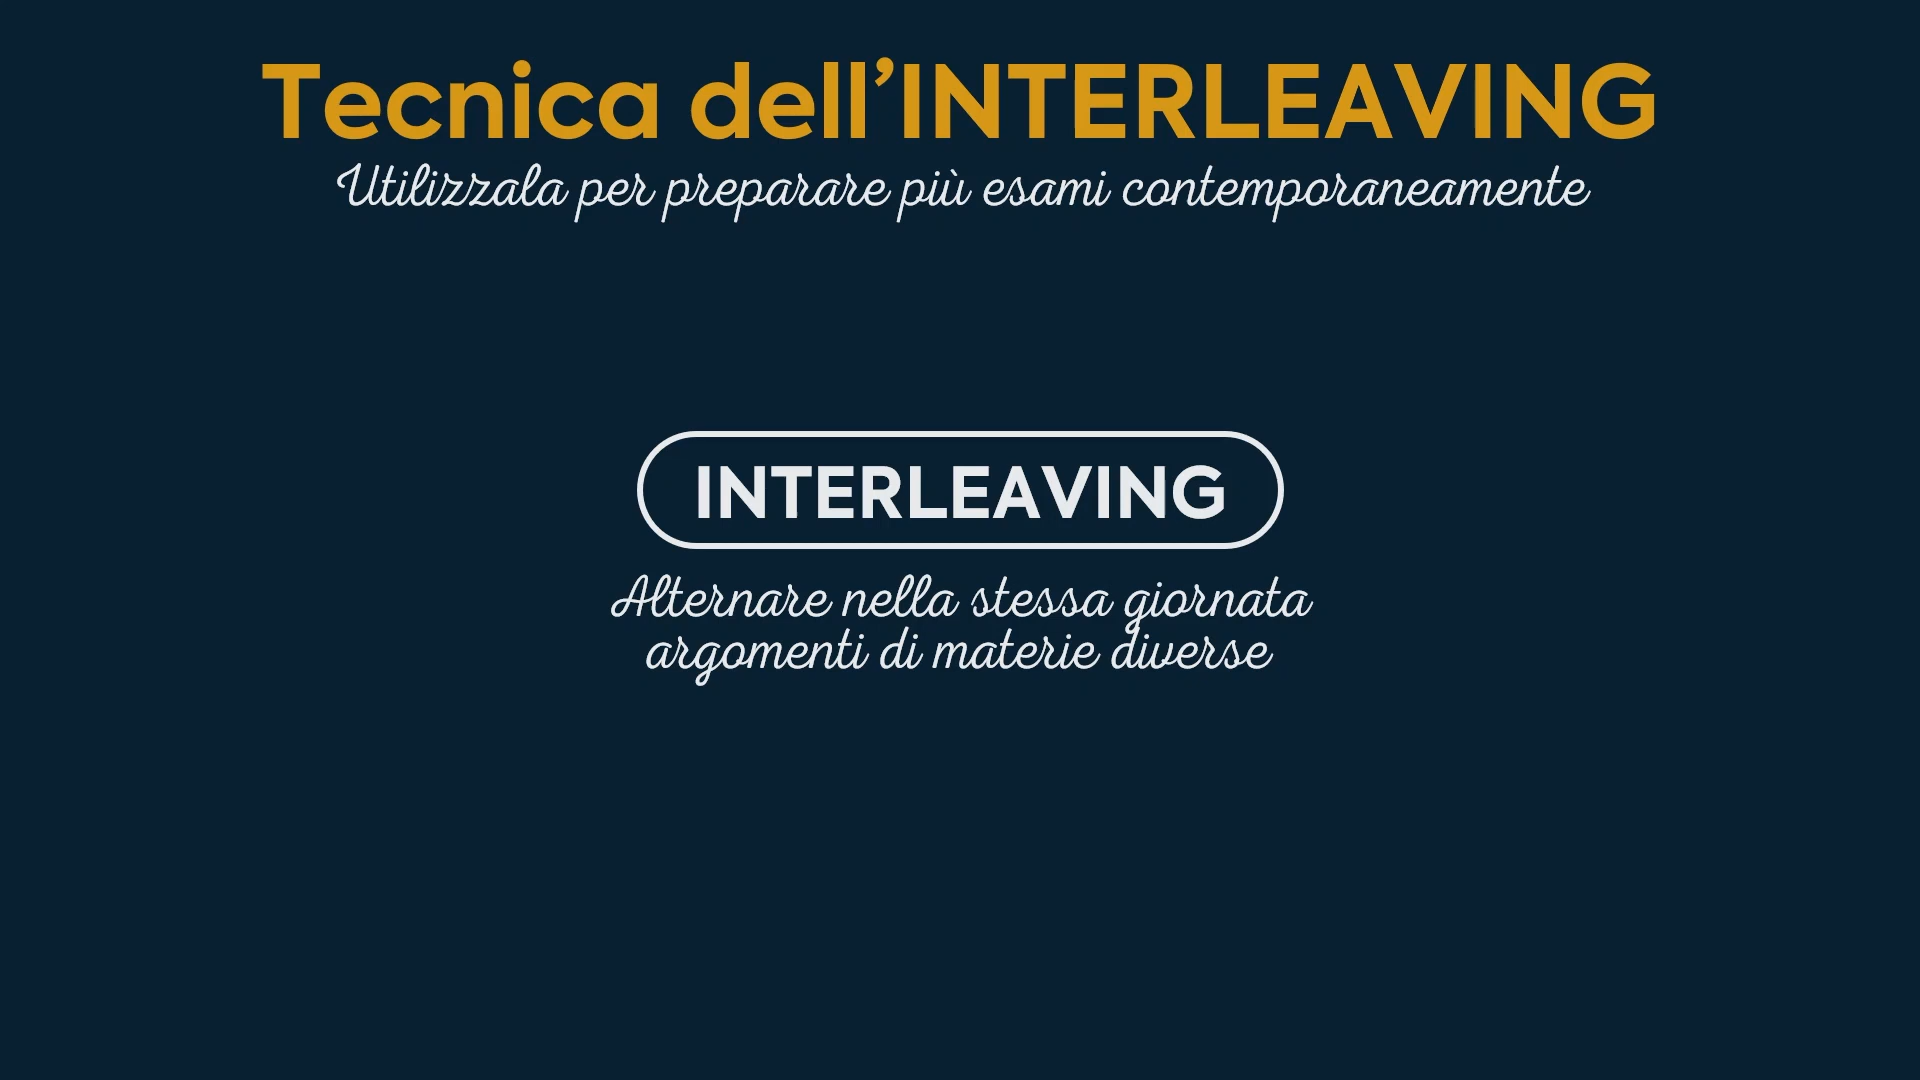 Tecnica dell’INTERLEAVING
Utilizzala per preparare più esami contemporaneamente
INTERLEAVING
Alternare nella stessa giornata
argomenti di materie diverse